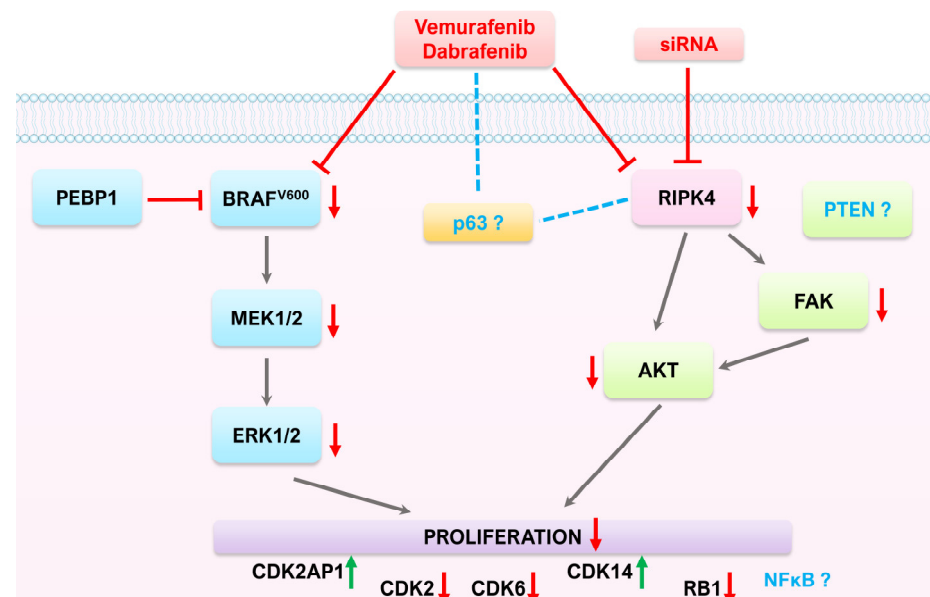 Vemurafenib
Dabrafenib
siRNA
PEBP1
BRAFV600
RIPK4
p63 ?
PTEN ?
MEK1/2
FAK
AKT
ERK1/2
PROLIFERATION
CDK2AP1
CDK2
CDK6
CDK14
RB1
NFκB ?